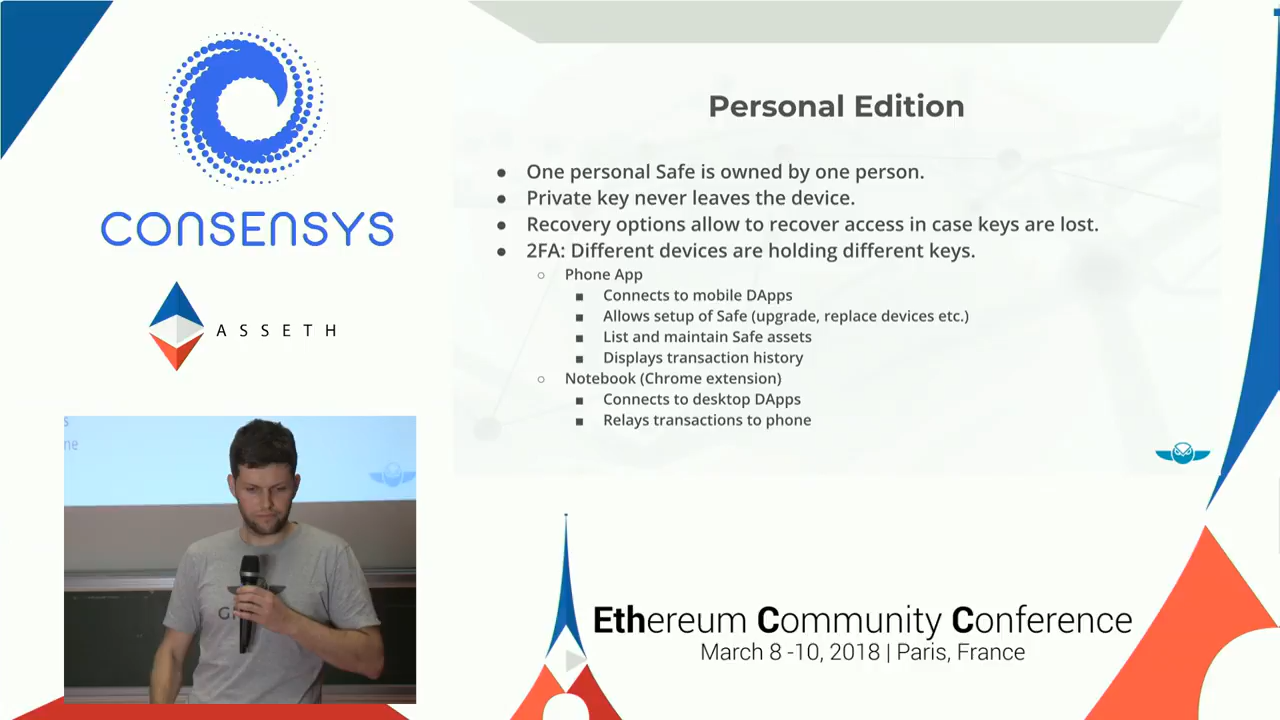 CONSENSYS
ASSETH
Personal Edition
● One personal Safe is owned by one person.
● Private key never leaves the device.
● Recovery options allow to recover access in case keys are lost.
● 2FA: Different devices are holding different keys.
○ Phone App
■ Connects to mobile DApps
■ Allows setup of Safe (upgrade, replace devices etc.)
■ List and maintain Safe assets
■ Displays transaction history
○ Notebook (Chrome extension)
■ Connects to desktop DApps
■ Relays transactions to phone
Ethereum Community Conference
March 8 -10, 2018 | Paris, France